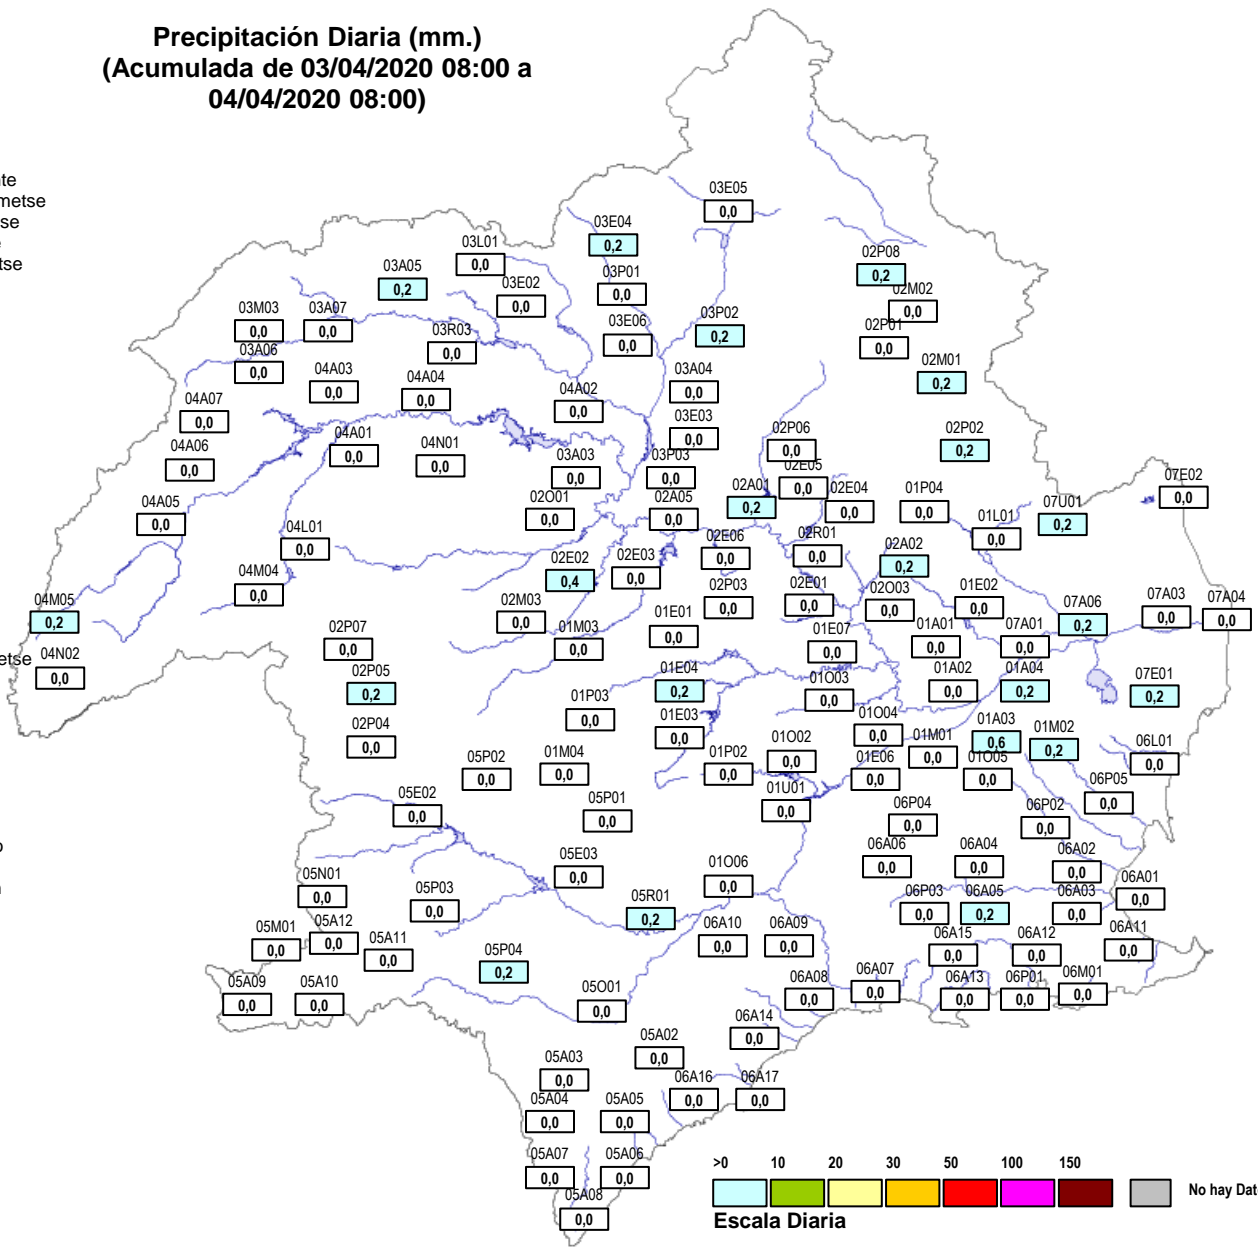 Precipitación Diaria (mm.)
(Acumulada de 03/04/2020 08:00 a
04/04/2020 08:00)
te
metse
se
tse
03E05
0,0
03E04
0,2
03L01
0,0
02P08
0,2
03A05
0,2
03P01
0,0
03E02
0,0
02M02
0,0
03M03
0,0
03A07
0,0
03P02
0,2
03E06
0,0
03R03
0,0
02P01
0,0
03A06
0,0
02M01
0,2
04A03
0,0
04A04
0,0
03A04
0,0
04A02
0,0
04A07
0,0
03E03
0,0
04A01
0,0
04N01
0,0
02P06
0,0
02P02
0,2
04A06
0,0
03A03
0,0
03P03
0,0
02E05
0,0
07E02
0,0
04A05
0,0
02O01
0,0
02A05
0,0
02A01
0,2
02E04
0,0
01P04
0,0
07U01
0,2
01L01
0,0
04L01
0,0
02E06
0,0
02R01
0,0
02A02
0,2
02E02
0,4
02E03
0,0
04M04
0,0
04M05
0,2
02M03
0,0
02P03
0,0
02E01
0,0
02O03
0,0
01E02
0,0
07A06
0,2
07A03
0,0
07A04
0,0
01E01
0,0
02P07
0,0
01M03
0,0
01E07
0,0
01A01
0,0
07A01
0,0
etse
04N02
0,0
02P05
0,2
01E04
0,2
01O03
0,0
01A02
0,0
01A04
0,2
07E01
0,2
01P03
0,0
01E03
0,0
01O04
0,0
01A03
0,6
01M02
0,2
02P04
0,0
01M01
0,0
01O02
0,0
06L01
0,0
05P02
0,0
01M04
0,0
01P02
0,0
01E06
0,0
01O05
0,0
05E02
0,0
05P01
0,0
01U01
0,0
06P05
0,0
06P04
0,0
06P02
0,0
o
05E03
0,0
01O06
0,0
06A06
0,0
06A04
0,0
06A02
0,0
05N01
0,0
05P03
0,0
05R01
0,2
06P03
0,0
06A05
0,2
06A03
0,0
06A01
0,0
05M01
0,0
05A12
0,0
05A11
0,0
06A10
0,0
06A09
0,0
06A15
0,0
06A12
0,0
06A11
0,0
05P04
0,2
05A09
0,0
05A10
0,0
05O01
0,0
06A08
0,0
06A07
0,0
06A13
0,0
06P01
0,0
06M01
0,0
06A14
0,0
05A02
0,0
05A03
0,0
06A16
0,0
06A17
0,0
05A04
0,0
05A05
0,0
05A07
0,0
05A06
0,0
05A08
0,0
>0 10 20 30 50 100 150
No hay Dat
Escala Diaria